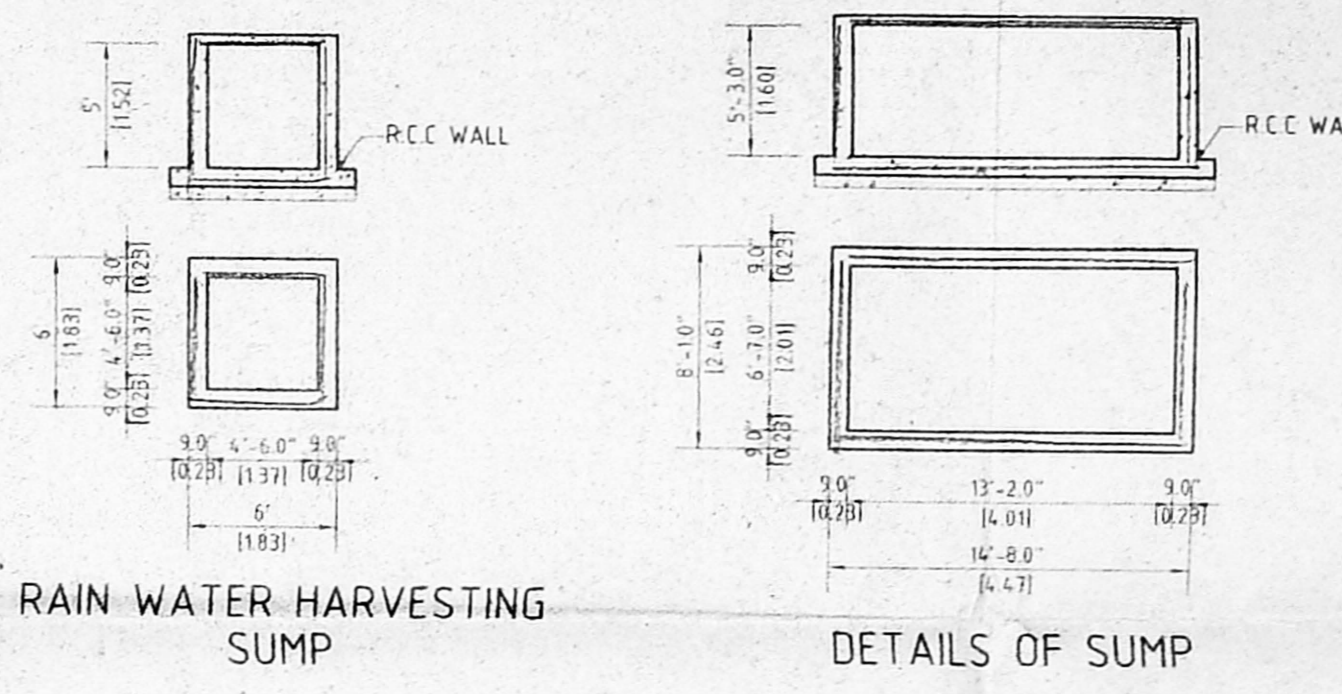 5'
[1.52]
R.C.C WALL
6'
[1.83]
9.0" 4'-6.0" 9.0"
[0.23] [1.37] [0.23]
9.0" 4'-6.0" 9.0"
[0.23] [1.37] [0.23]
6'
[1.83]
RAIN WATER HARVESTING
SUMP
5'-3.0"
[1.60]
R.C.C WA
8'-1.0"
[2.46]
9.0" 6'-7.0" 9.0"
[0.23] [2.01] [0.23]
9.0" 13'-2.0" 9.0"
[0.23] [4.01] [0.23]
14'-8.0"
[4.47]
DETAILS OF SUMP